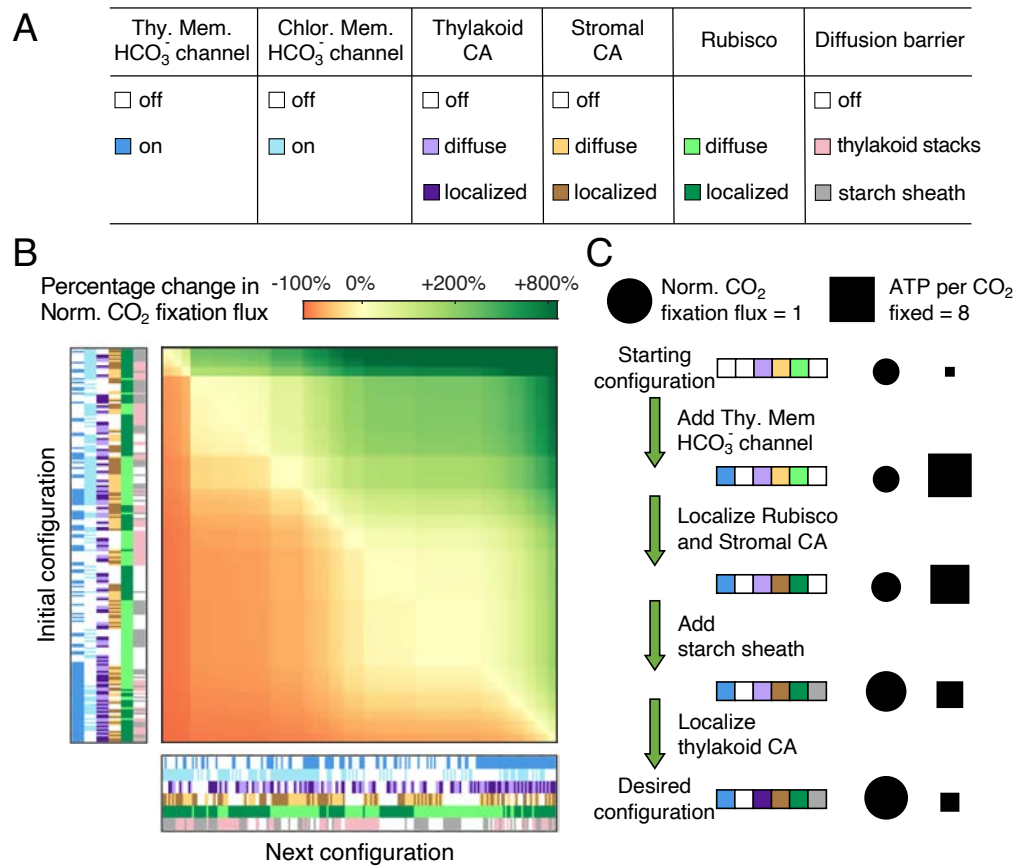 A
Thy. Mem.
HCO₃⁻ channel
Chlor. Mem.
HCO₃⁻ channel
Thylakoid
CA
Stromal
CA
Rubisco
Diffusion barrier
off
off
off
off
off
on
on
diffuse
diffuse
diffuse
thylakoid stacks
localized
localized
localized
starch sheath
B
Percentage change in
Norm. CO₂ fixation flux
-100% 0% +200% +800%
Initial configuration
Next configuration
C
Norm. CO₂
fixation flux = 1
ATP per CO₂
fixed = 8
Starting
configuration
Add Thy. Mem
HCO₃⁻ channel
Localize Rubisco
and Stromal CA
Add
starch sheath
Localize
thylakoid CA
Desired
configuration